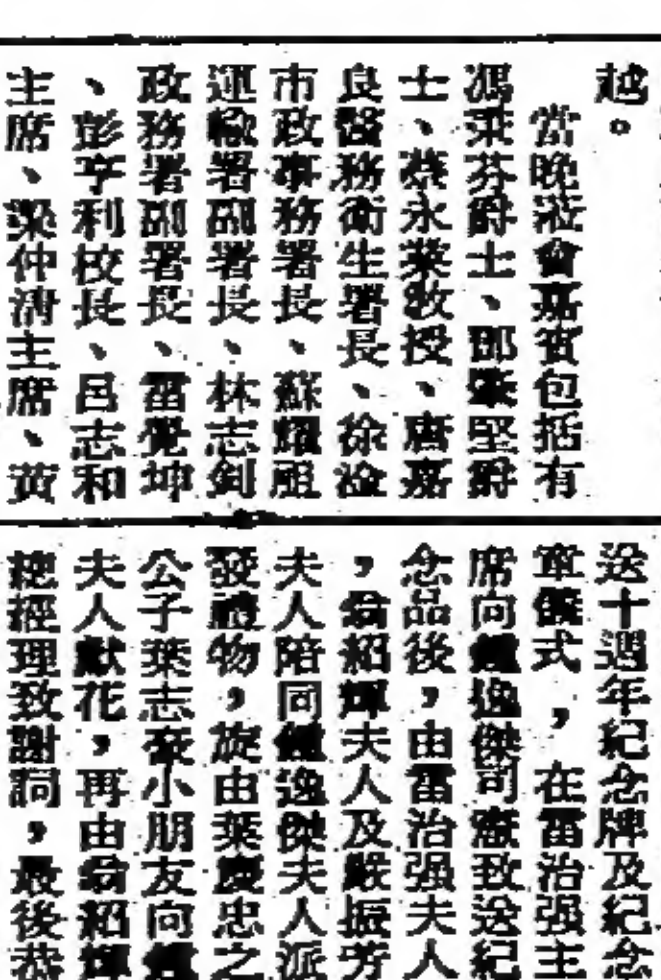 越。
當晚蒞會嘉賓包括有
馮秉芬爵士、鄧肇堅爵
士、蔡永業教授、唐嘉
良醫務衛生署長、徐淦
市政事務署長、蘇耀祖
運輸署副署長、林志釗
政務署副署長、雷覺坤
、彭亨利校長、呂志和
主席、梁仲清主席、黃
送十週年紀念牌及紀念
章儀式,在雷治强主
席向鍾逸傑司憲致送紀
念品後,由雷治强夫人
,翁紹輝夫人及嚴振芳
夫人陪同鍾逸傑夫人派
發禮物,旋由葉慶忠之
公子葉志豪小朋友向鍾
夫人獻花,再由翁紹輝
總經理致謝詞,最後恭